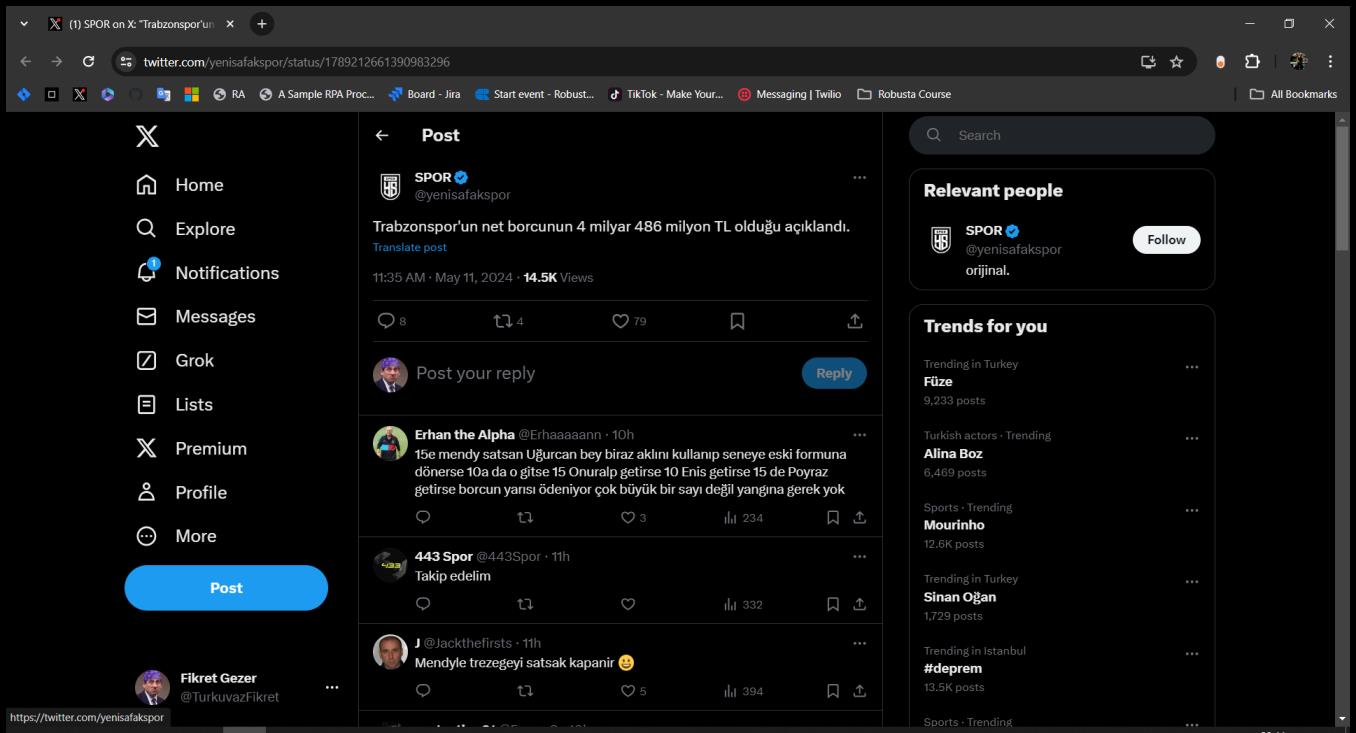 (1) SPOR on X: "Trabzonspor'un
twitter.com/yenisafakspor/status/1789212661390983296
RA
A Sample RPA Proc...
Board - Jira
Start event - Robust...
TikTok - Make Your...
Messaging | Twilio
Robusta Course
All Bookmarks
Home
Explore
1
Notifications
Messages
Grok
Lists
Premium
Profile
More
Post
Fikret Gezer
@TurkuvazFikret
https://twitter.com/yenisafakspor
Post
SPOR
@yenisafakspor
Trabzonspor'un net borcunun 4 milyar 486 milyon TL olduğu açıklandı.
Translate post
11:35 AM · May 11, 2024 · 14.5K Views
8 4 79
Post your reply
Reply
Erhan the Alpha @Erhaaaaann · 10h
15e mendy satsan Uğurcan bey biraz aklını kullanıp seneye eski formuna
dönerse 10a da o gitse 15 Onuralp getirse 10 Enis getirse 15 de Poyraz
getirse borcun yarısı ödeniyor çok büyük bir sayı değil yangına gerek yok
3 234
443 Spor @443Spor · 11h
Takip edelim
332
J @Jackthefirsts · 11h
Mendyle trezegeyi satsak kapanir 😀
5 394
Search
Relevant people
SPOR
@yenisafakspor
Follow
orijinal.
Trends for you
Trending in Turkey
Füze
9,233 posts
Turkish actors · Trending
Alina Boz
6,469 posts
Sports · Trending
Mourinho
12.6K posts
Trending in Turkey
Sinan Oğan
1,729 posts
Trending in Istanbul
#deprem
13.5K posts
Sports · Trending